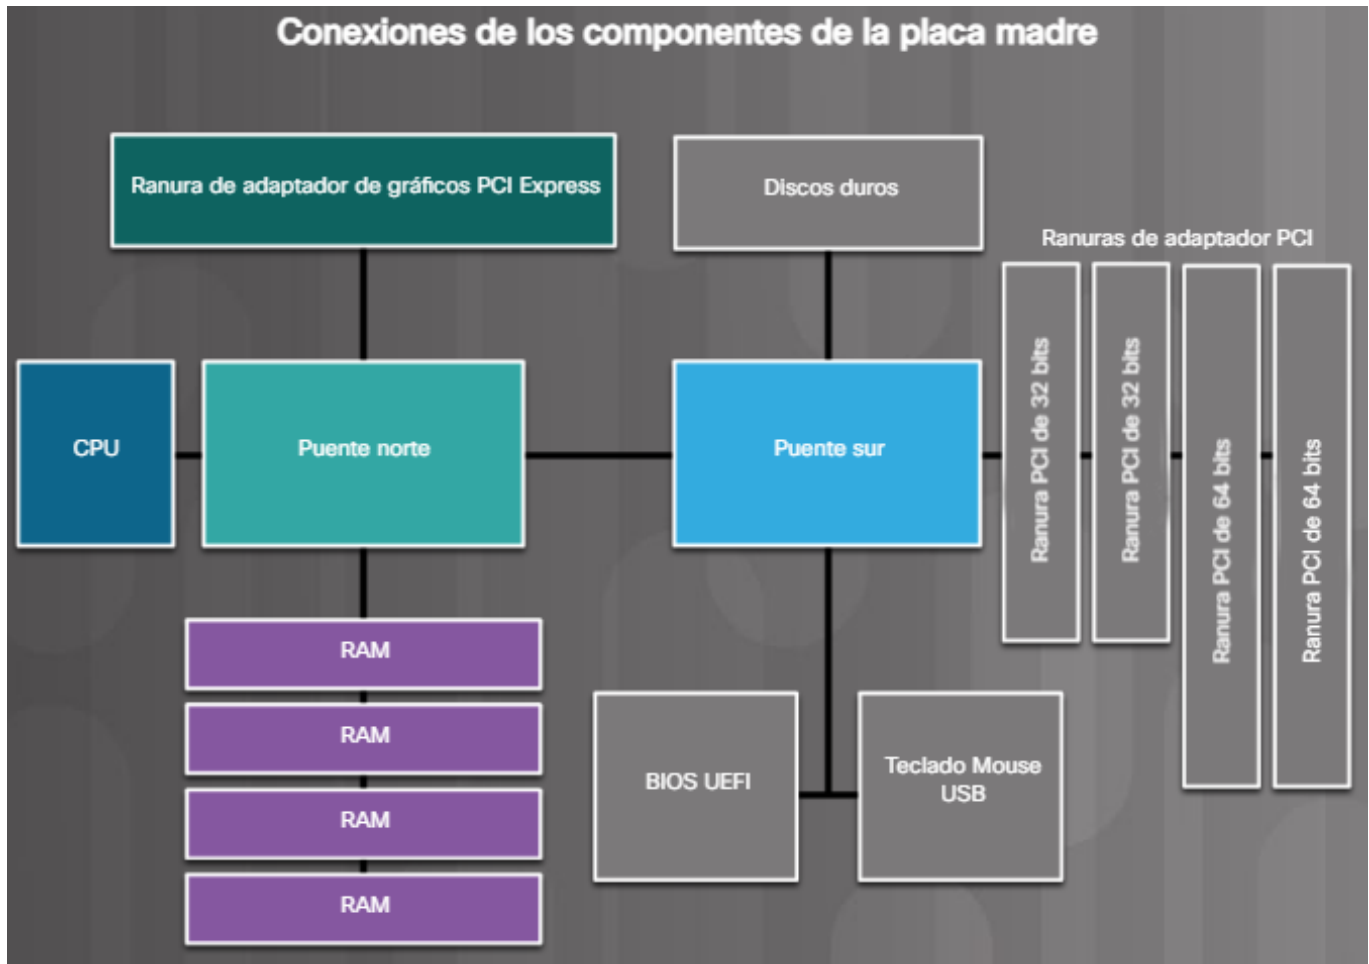 Conexiones de los componentes de la placa madre
Ranura de adaptador de gráficos PCI Express
Discos duros
Ranuras de adaptador PCI
Ranura PCI de 32 bits
Ranura PCI de 32 bits
Ranura PCI de 64 bits
Ranura PCI de 64 bits
CPU
Puente norte
Puente sur
RAM
RAM
RAM
RAM
BIOS UEFI
Teclado Mouse
USB